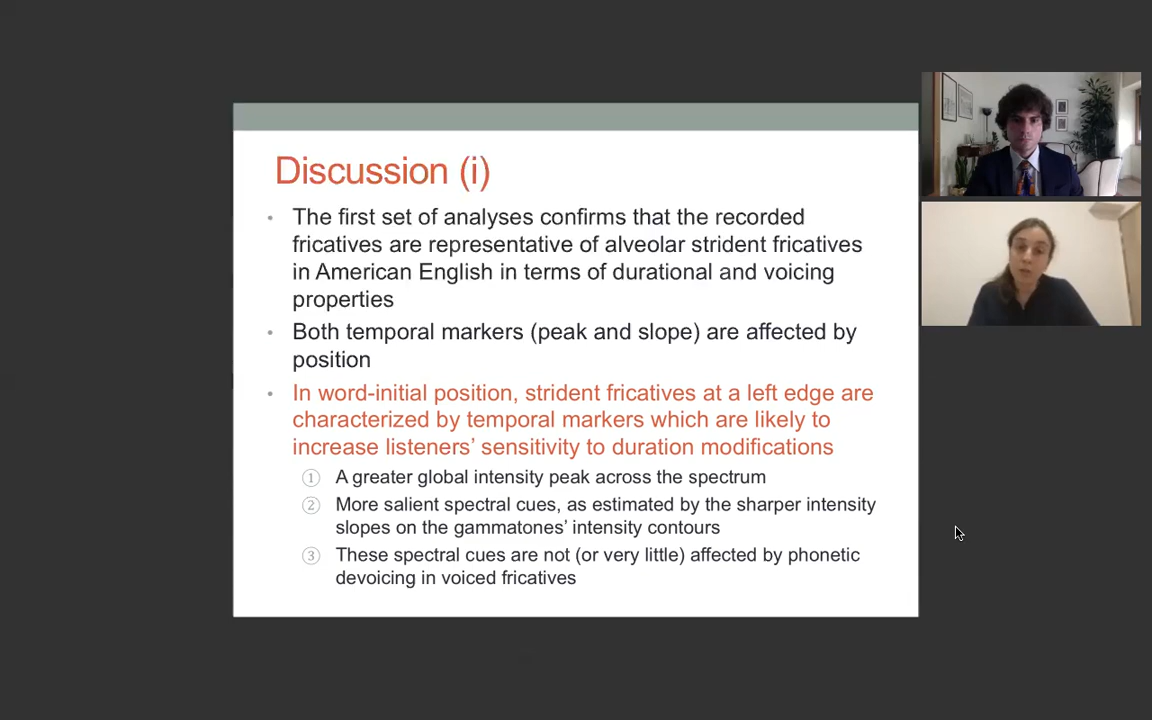 Discussion (i)
• The first set of analyses confirms that the recorded
fricatives are representative of alveolar strident fricatives
in American English in terms of durational and voicing
properties
• Both temporal markers (peak and slope) are affected by
position
• In word-initial position, strident fricatives at a left edge are
characterized by temporal markers which are likely to
increase listeners’ sensitivity to duration modifications
① A greater global intensity peak across the spectrum
② More salient spectral cues, as estimated by the sharper intensity
slopes on the gammatones’ intensity contours
③ These spectral cues are not (or very little) affected by phonetic
devoicing in voiced fricatives